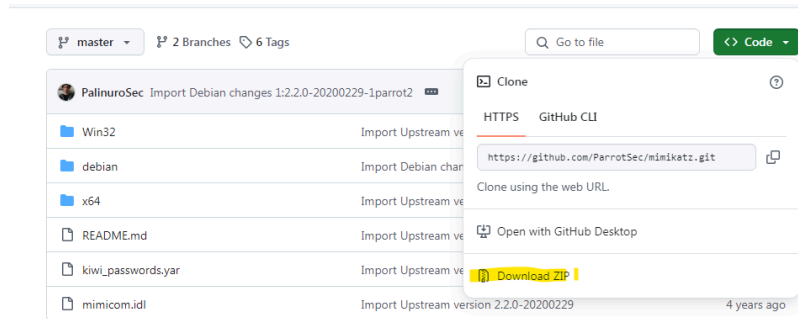 master 2 Branches 6 Tags Go to file Code
PalinuroSec Import Debian changes 1:2.2.0-20200229-1parrot2
Clone
HTTPS GitHub CLI
Win32 Import Upstream ve
https://github.com/ParrotSec/mimikatz.git
debian Import Debian chan
Clone using the web URL.
x64 Import Upstream ve
README.md Import Upstream ve
Open with GitHub Desktop
kiwi_passwords.yar Import Upstream ve
Download ZIP
mimicom.idl Import Upstream version 2.2.0-20200229 4 years ago